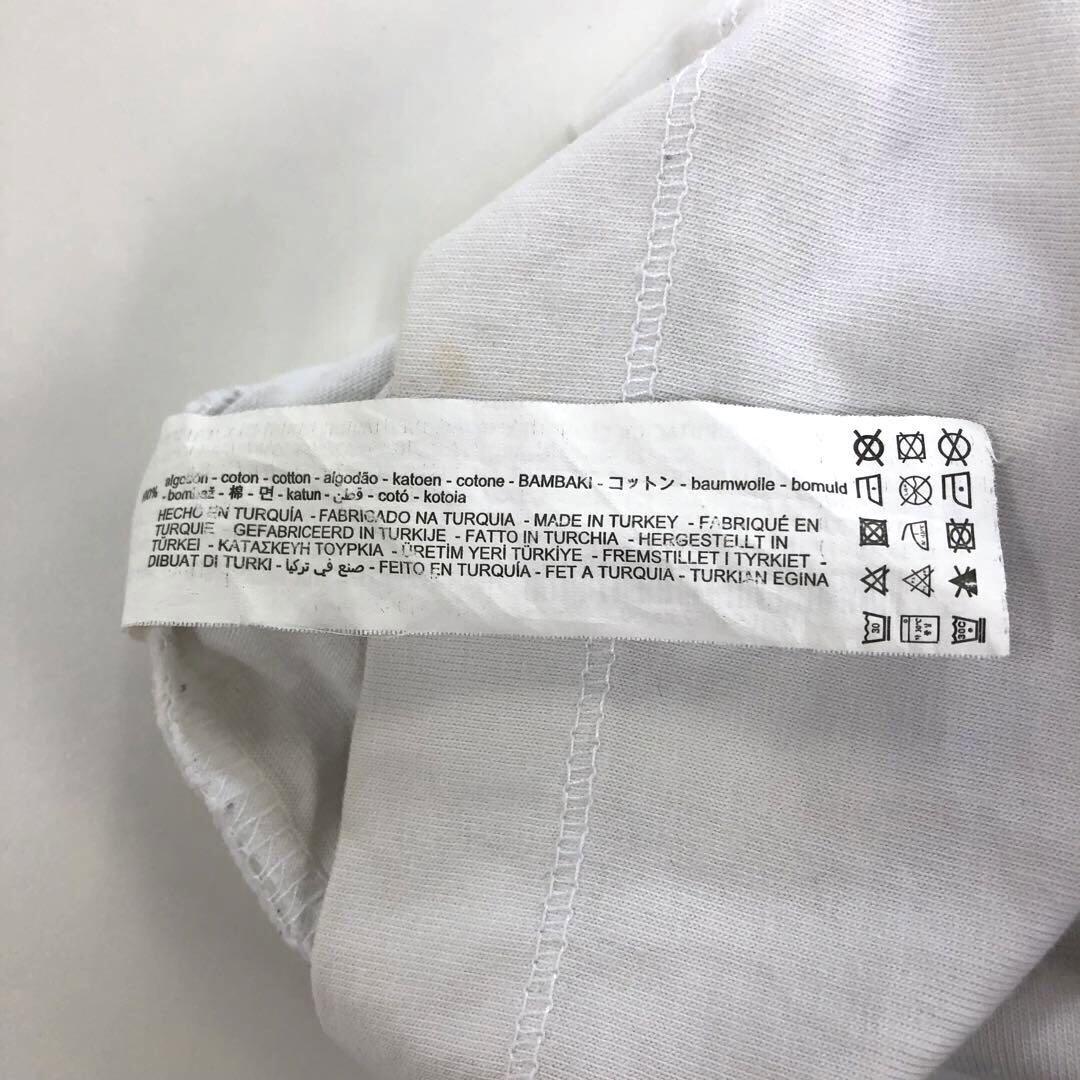 100% algodón - coton - cotton - algodão - katoen - cotone - BAMBAKI - コットン - baumwolle - bomuld
- bombaž - 棉 - 면 - katun - قطن - cotó - kotoia
HECHO EN TURQUÍA - FABRICADO NA TURQUIA - MADE IN TURKEY - FABRIQUÉ EN
TURQUIE - GEFABRICEERD IN TURKIJE - FATTO IN TURCHIA - HERGESTELLT IN
TÜRKEI - ΚΑΤΑΣΚΕΥΗ ΤΟΥΡΚΙΑ - ÜRETİM YERİ TÜRKİYE - FREMSTILLET I TYRKIET -
DIBUAT DI TURKI - صنع في تركيا - FEITO EN TURQUÍA - FET A TURQUIA - TURKIAN EGINA
30
30C